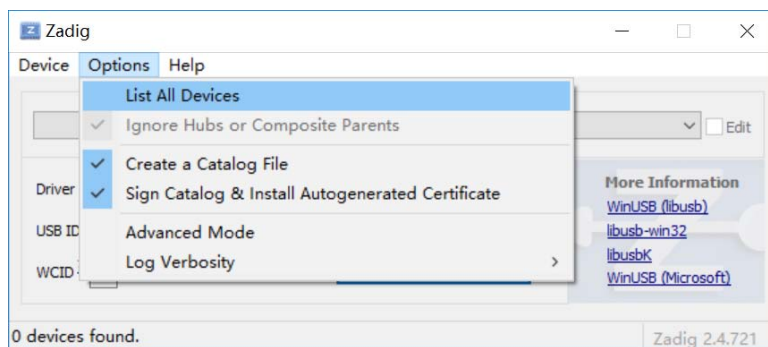 Zadig
Device Options Help
List All Devices
Ignore Hubs or Composite Parents
Edit
Create a Catalog File
Sign Catalog & Install Autogenerated Certificate
Advanced Mode
Log Verbosity
Driver
USB ID
WCID
More Information
WinUSB (libusb)
libusb-win32
libusbK
WinUSB (Microsoft)
0 devices found.
Zadig 2.4.721